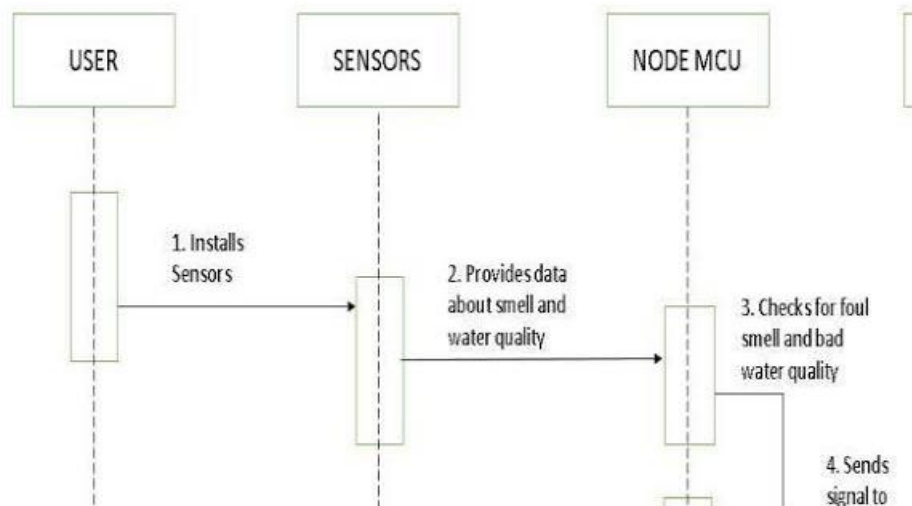 USER
SENSORS
NODE MCU
1. Installs
Sensors
2. Provides data
about smell and
water quality
3. Checks for foul
smell and bad
water quality
4. Sends
signal to